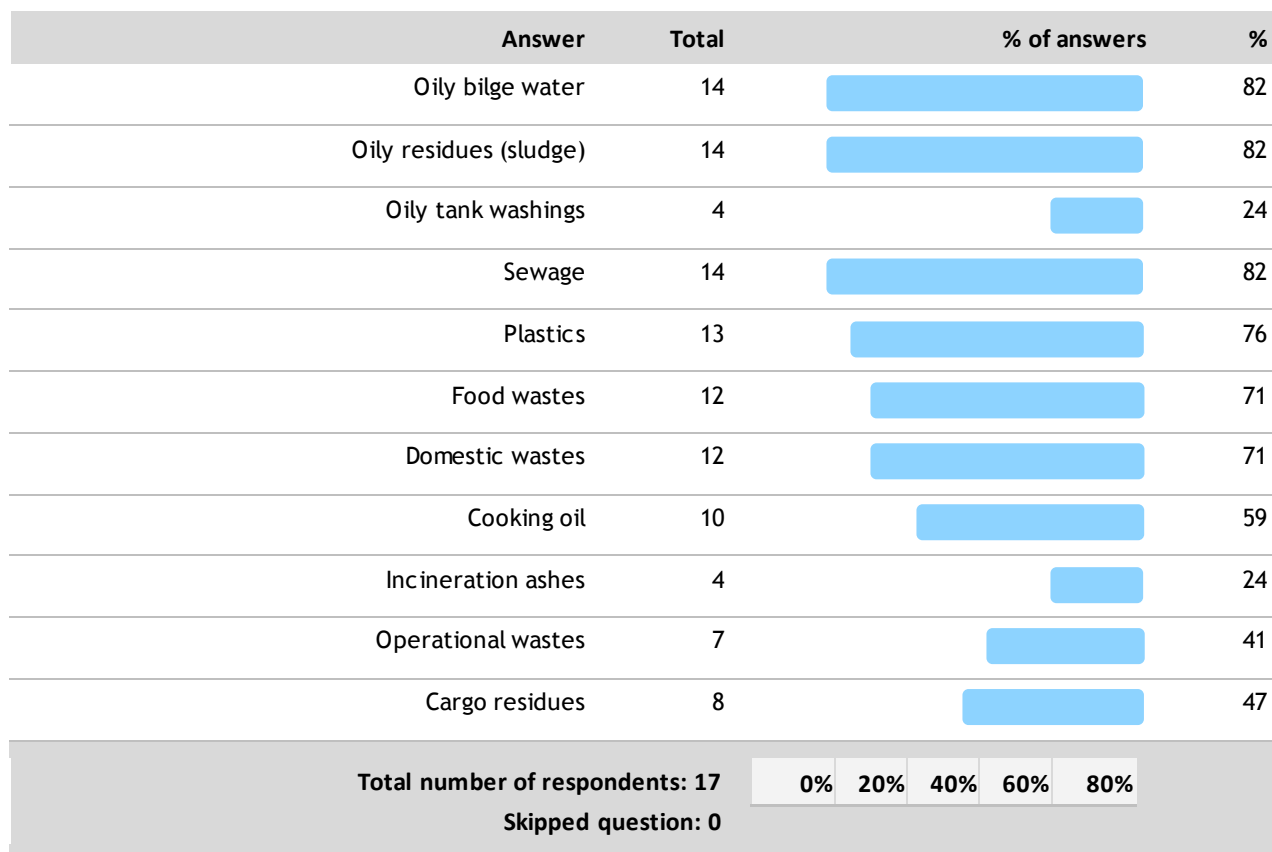 Answer Total % of answers %
Oily bilge water 14 82
Oily residues (sludge) 14 82
Oily tank washings 4 24
Sewage 14 82
Plastics 13 76
Food wastes 12 71
Domestic wastes 12 71
Cooking oil 10 59
Incineration ashes 4 24
Operational wastes 7 41
Cargo residues 8 47
Total number of respondents: 17 0% 20% 40% 60% 80%
Skipped question: 0